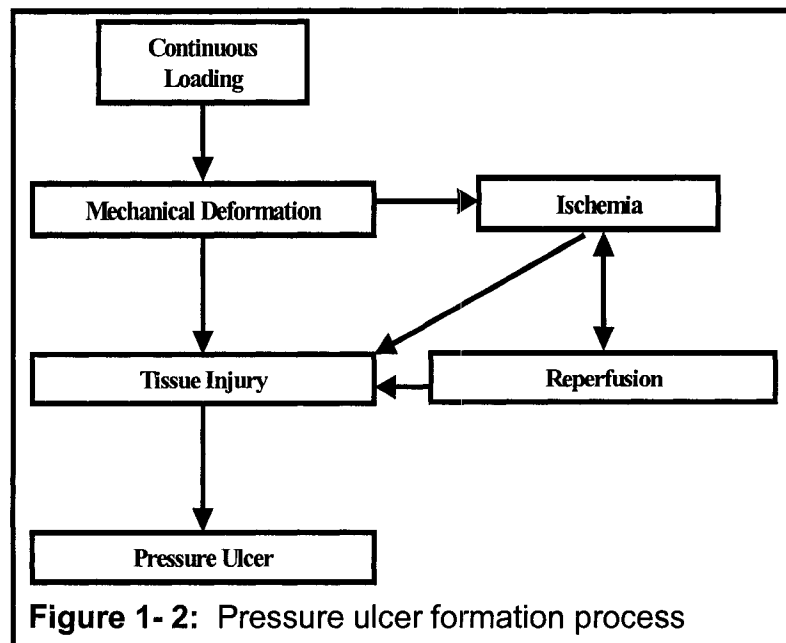 Continuous
Loading
Mechanical Deformation
Ischemia
Tissue Injury
Reperfusion
Pressure Ulcer
Figure 1- 2: Pressure ulcer formation process